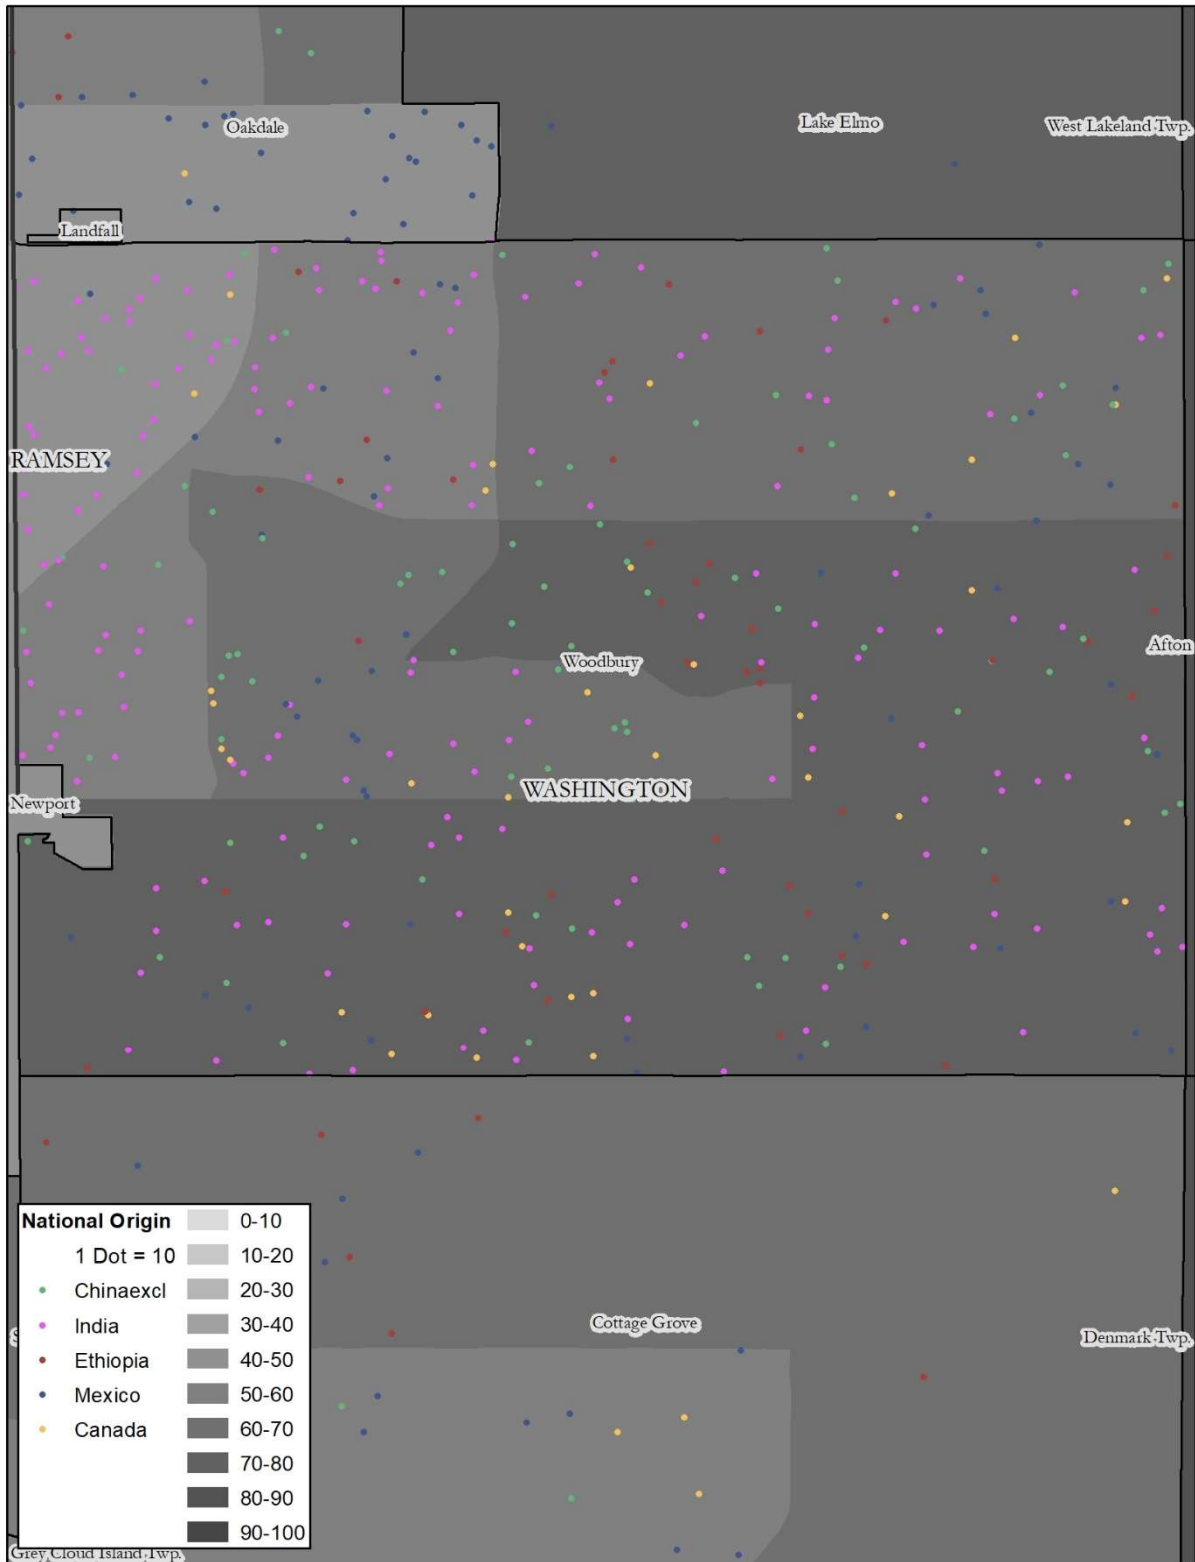 Oakdale
Lake Elmo
West Lakeland Twp.
Landfall
RAMSEY
Woodbury
Afton
WASHINGTON
Newport
National Origin
0-10
1 Dot = 10
10-20
Chinaexcl
20-30
India
30-40
Ethiopia
40-50
Mexico
50-60
Canada
60-70
70-80
80-90
90-100
Cottage Grove
Denmark Twp.
Grey Cloud Island Twp.